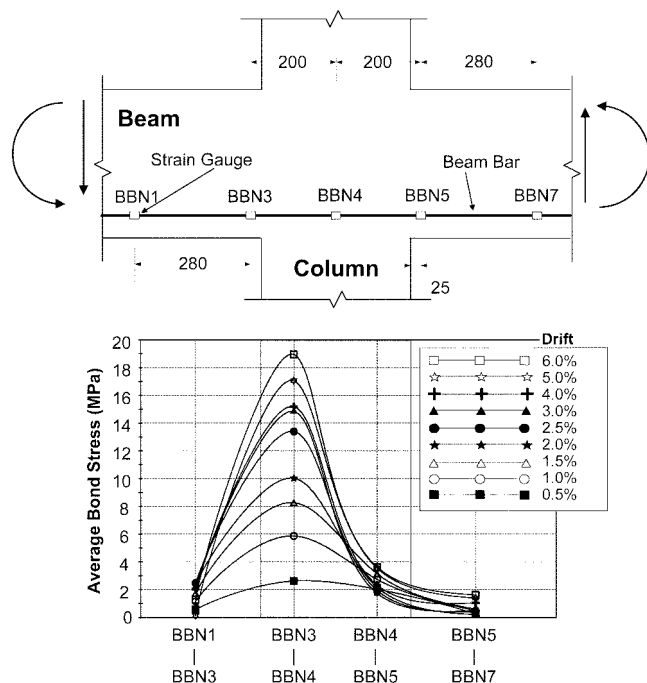 200 200 280
Beam
Strain Gauge
Beam Bar
BBN1 BBN3 BBN4 BBN5 BBN7
280
Column
25
Average Bond Stress (MPa)
20
18
16
14
12
10
8
6
4
2
0
BBN1 BBN3 BBN4 BBN5
| | | |
BBN3 BBN4 BBN5 BBN7
Drift
6.0%
5.0%
4.0%
3.0%
2.5%
2.0%
1.5%
1.0%
0.5%